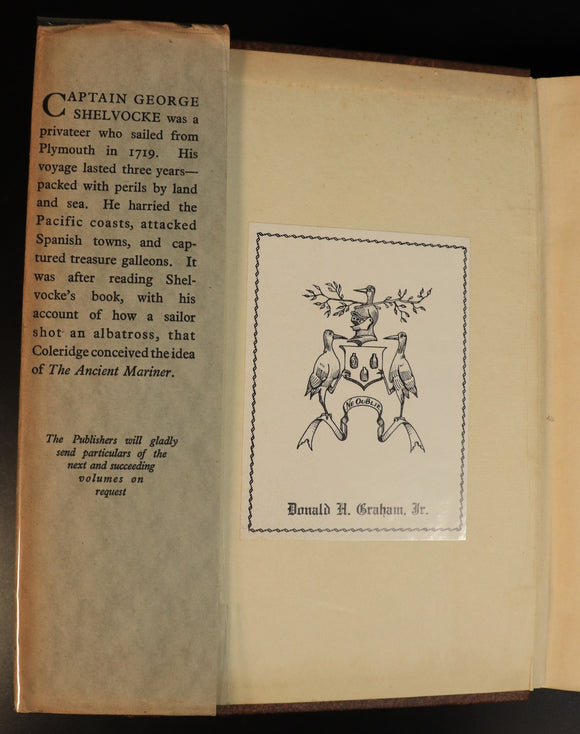 CAPTAIN GEORGE
SHELVOCKE was a
privateer who sailed from
Plymouth in 1719. His
voyage lasted three years—
packed with perils by land
and sea. He harried the
Pacific coasts, attacked
Spanish towns, and cap-
tured treasure galleons. It
was after reading Shel-
vocke's book, with his
account of how a sailor
shot an albatross, that
Coleridge conceived the idea
of The Ancient Mariner.
The Publishers will gladly
send particulars of the
next and succeeding
volumes on
request
NE OUBLIE
Donald H. Graham, Jr.